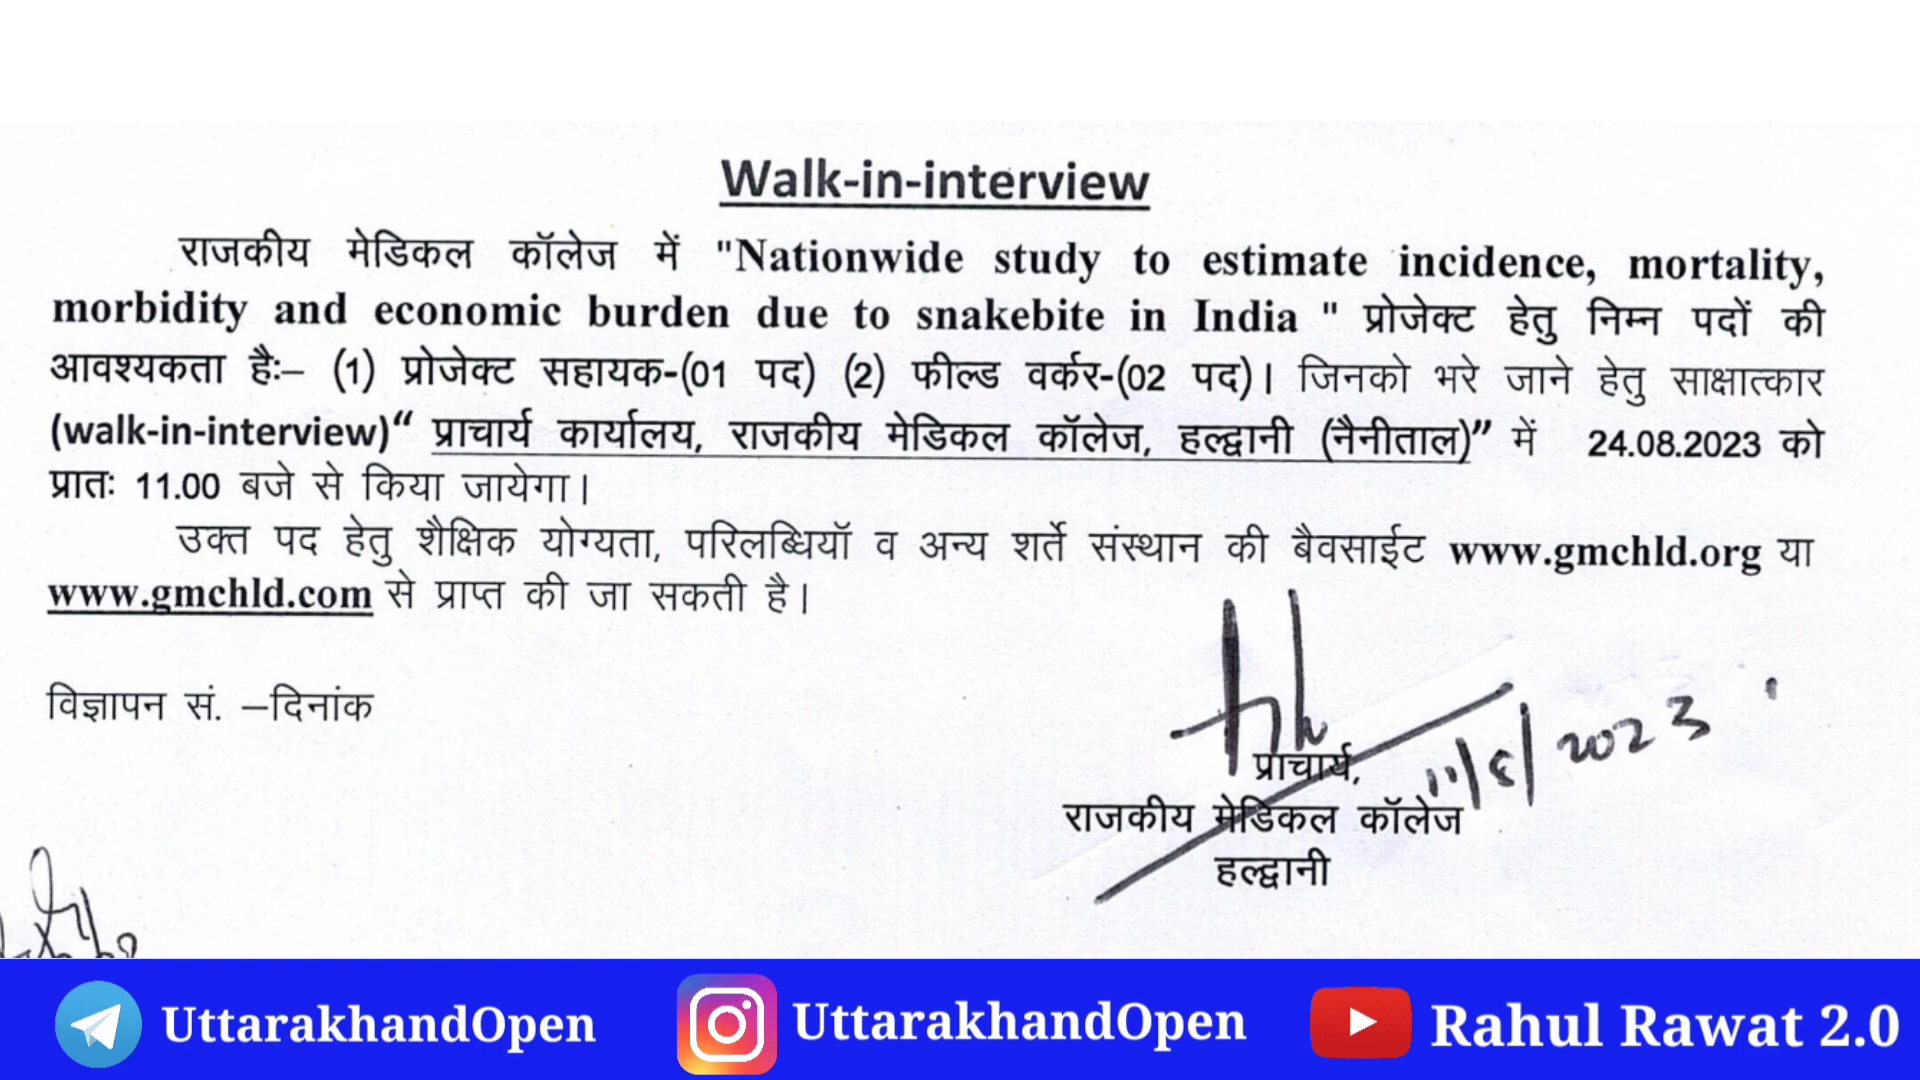 Walk-in-interview
राजकीय मेडिकल कॉलेज में "Nationwide study to estimate incidence, mortality,
morbidity and economic burden due to snakebite in India " प्रोजेक्ट हेतु निम्न पदों की
आवश्यकता हैः– (1) प्रोजेक्ट सहायक-(01 पद) (2) फील्ड वर्कर-(02 पद)। जिनको भरे जाने हेतु साक्षात्कार
(walk-in-interview)“ प्राचार्य कार्यालय, राजकीय मेडिकल कॉलेज, हल्द्वानी (नैनीताल)” में 24.08.2023 को
प्रातः 11.00 बजे से किया जायेगा।
उक्त पद हेतु शैक्षिक योग्यता, परिलब्धियॉ व अन्य शर्ते संस्थान की बैवसाईट www.gmchld.org या
www.gmchld.com से प्राप्त की जा सकती है।
विज्ञापन सं. –दिनांक
प्राचार्य,
11/8/2023
राजकीय मेडिकल कॉलेज
हल्द्वानी
UttarakhandOpen
UttarakhandOpen
Rahul Rawat 2.0